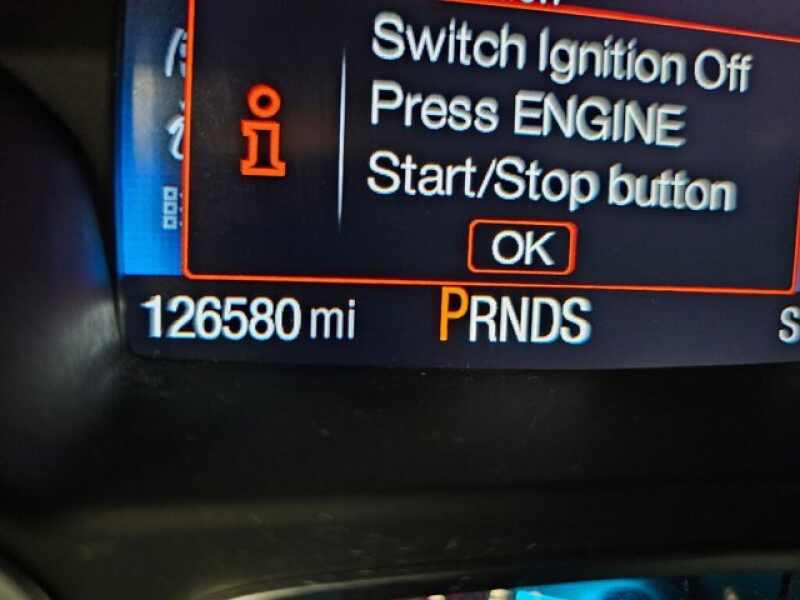 Switch Ignition Off
Press ENGINE
Start/Stop button
OK
126580 mi
PRNDS
S